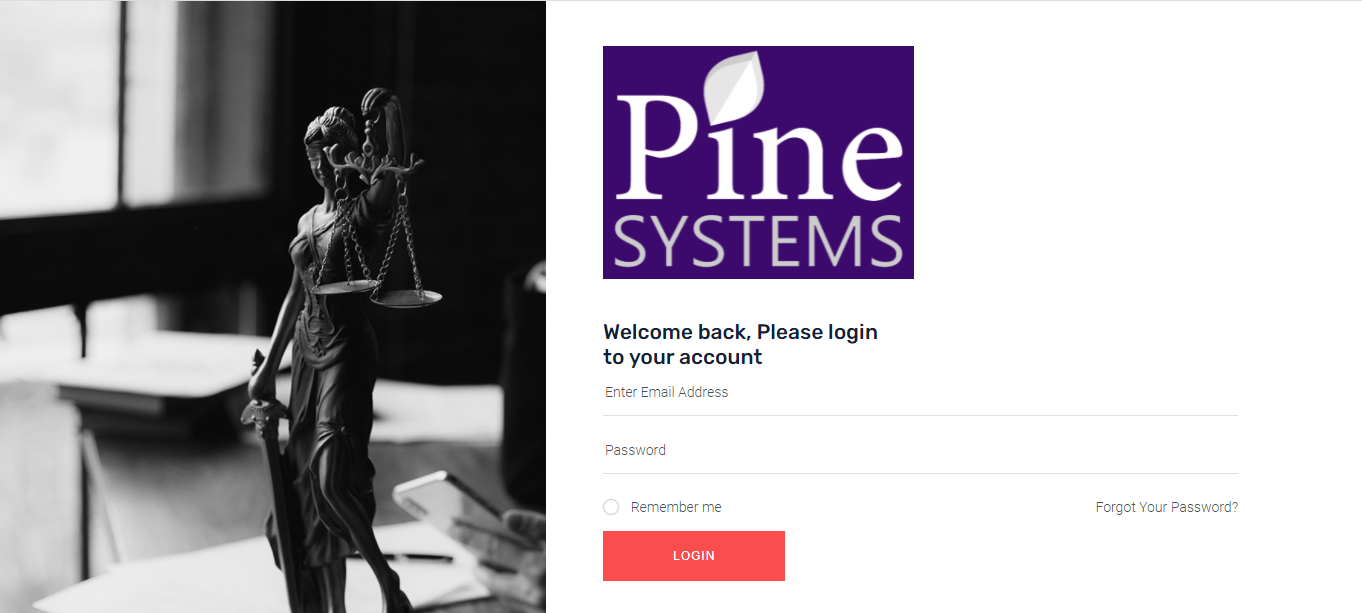 Pine
SYSTEMS
Welcome back, Please login
to your account
Enter Email Address
Password
Remember me
Forgot Your Password?
LOGIN